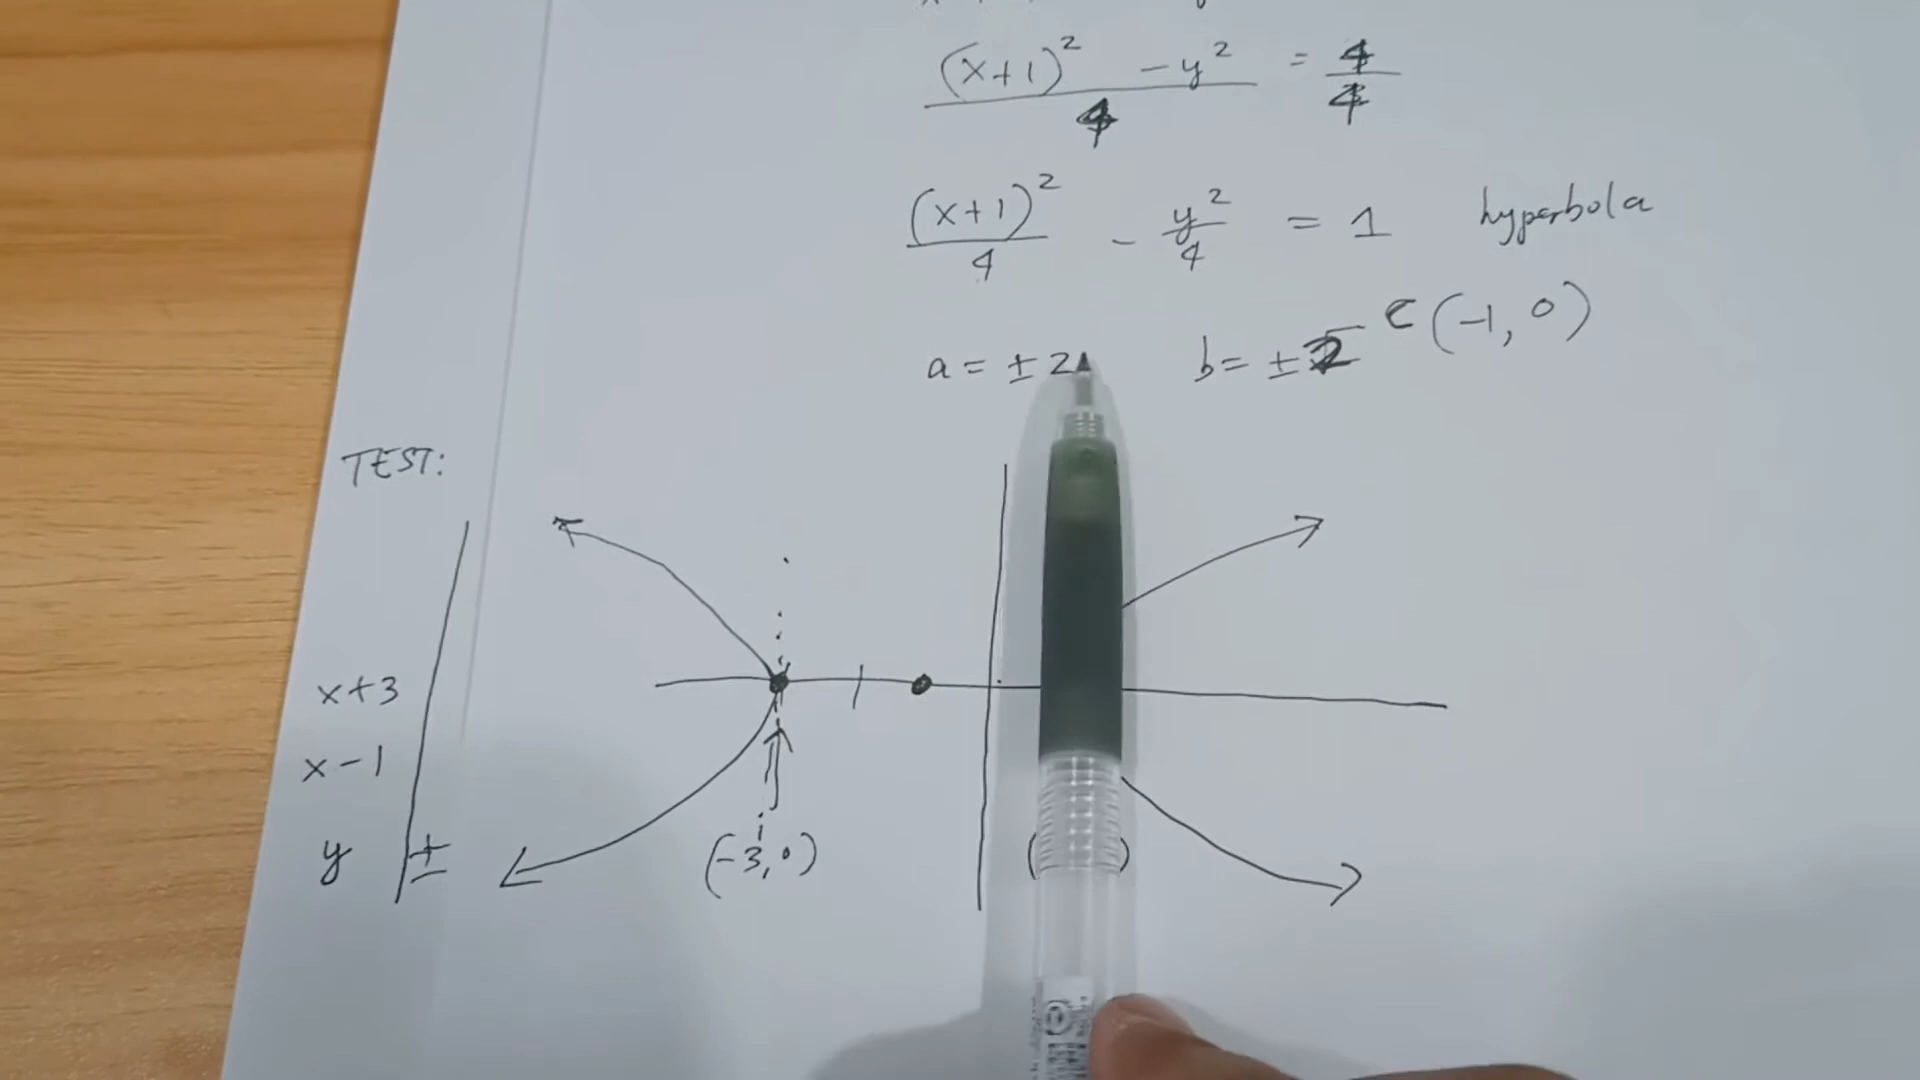 (x+1)² - y² / 4 = 4/4
(x+1)²/4 - y²/4 = 1 hyperbola
C (-1, 0)
a = ±2 b = ±2
TEST:
x+3
x-1
y ±
(-3, 0)
( )